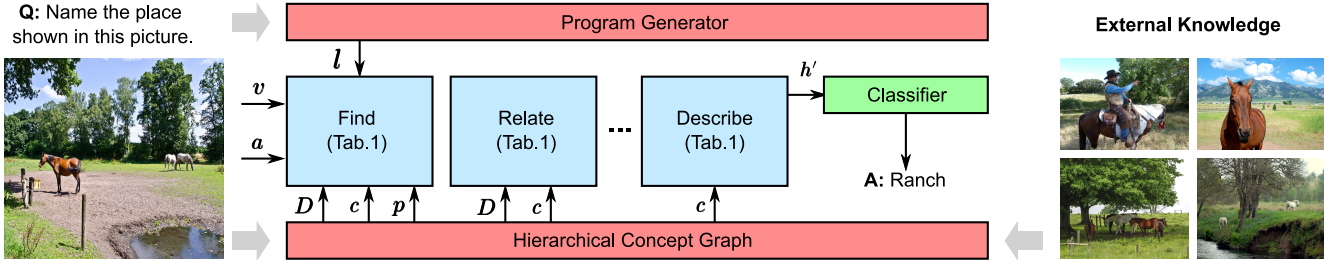 Q: Name the place
shown in this picture.
Program Generator
External Knowledge
l
v
a
Find
(Tab.1)
Relate
(Tab.1)
...
Describe
(Tab.1)
h′
Classifier
A: Ranch
D
c
p
D
c
c
Hierarchical Concept Graph